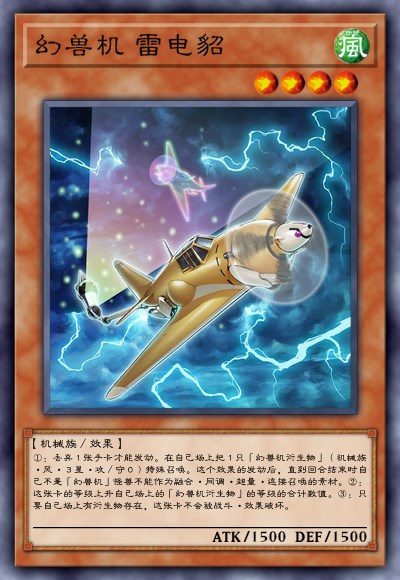 幻兽机 雷电貂
風
【机械族／效果】
①：丢弃1张手卡才能发动。在自己场上把1只「幻兽机衍生物」（机械族
・风・3星・攻／守0）特殊召唤。这个效果的发动后，直到回合结束时自
己不是「幻兽机」怪兽不能作为融合・同调・超量・连接召唤的素材。②：
这张卡的等级上升自己场上的「幻兽机衍生物」的等级的合计数值。③：只
要自己场上有衍生物存在，这张卡不会被战斗・效果破坏。
ATK/1500 DEF/1500